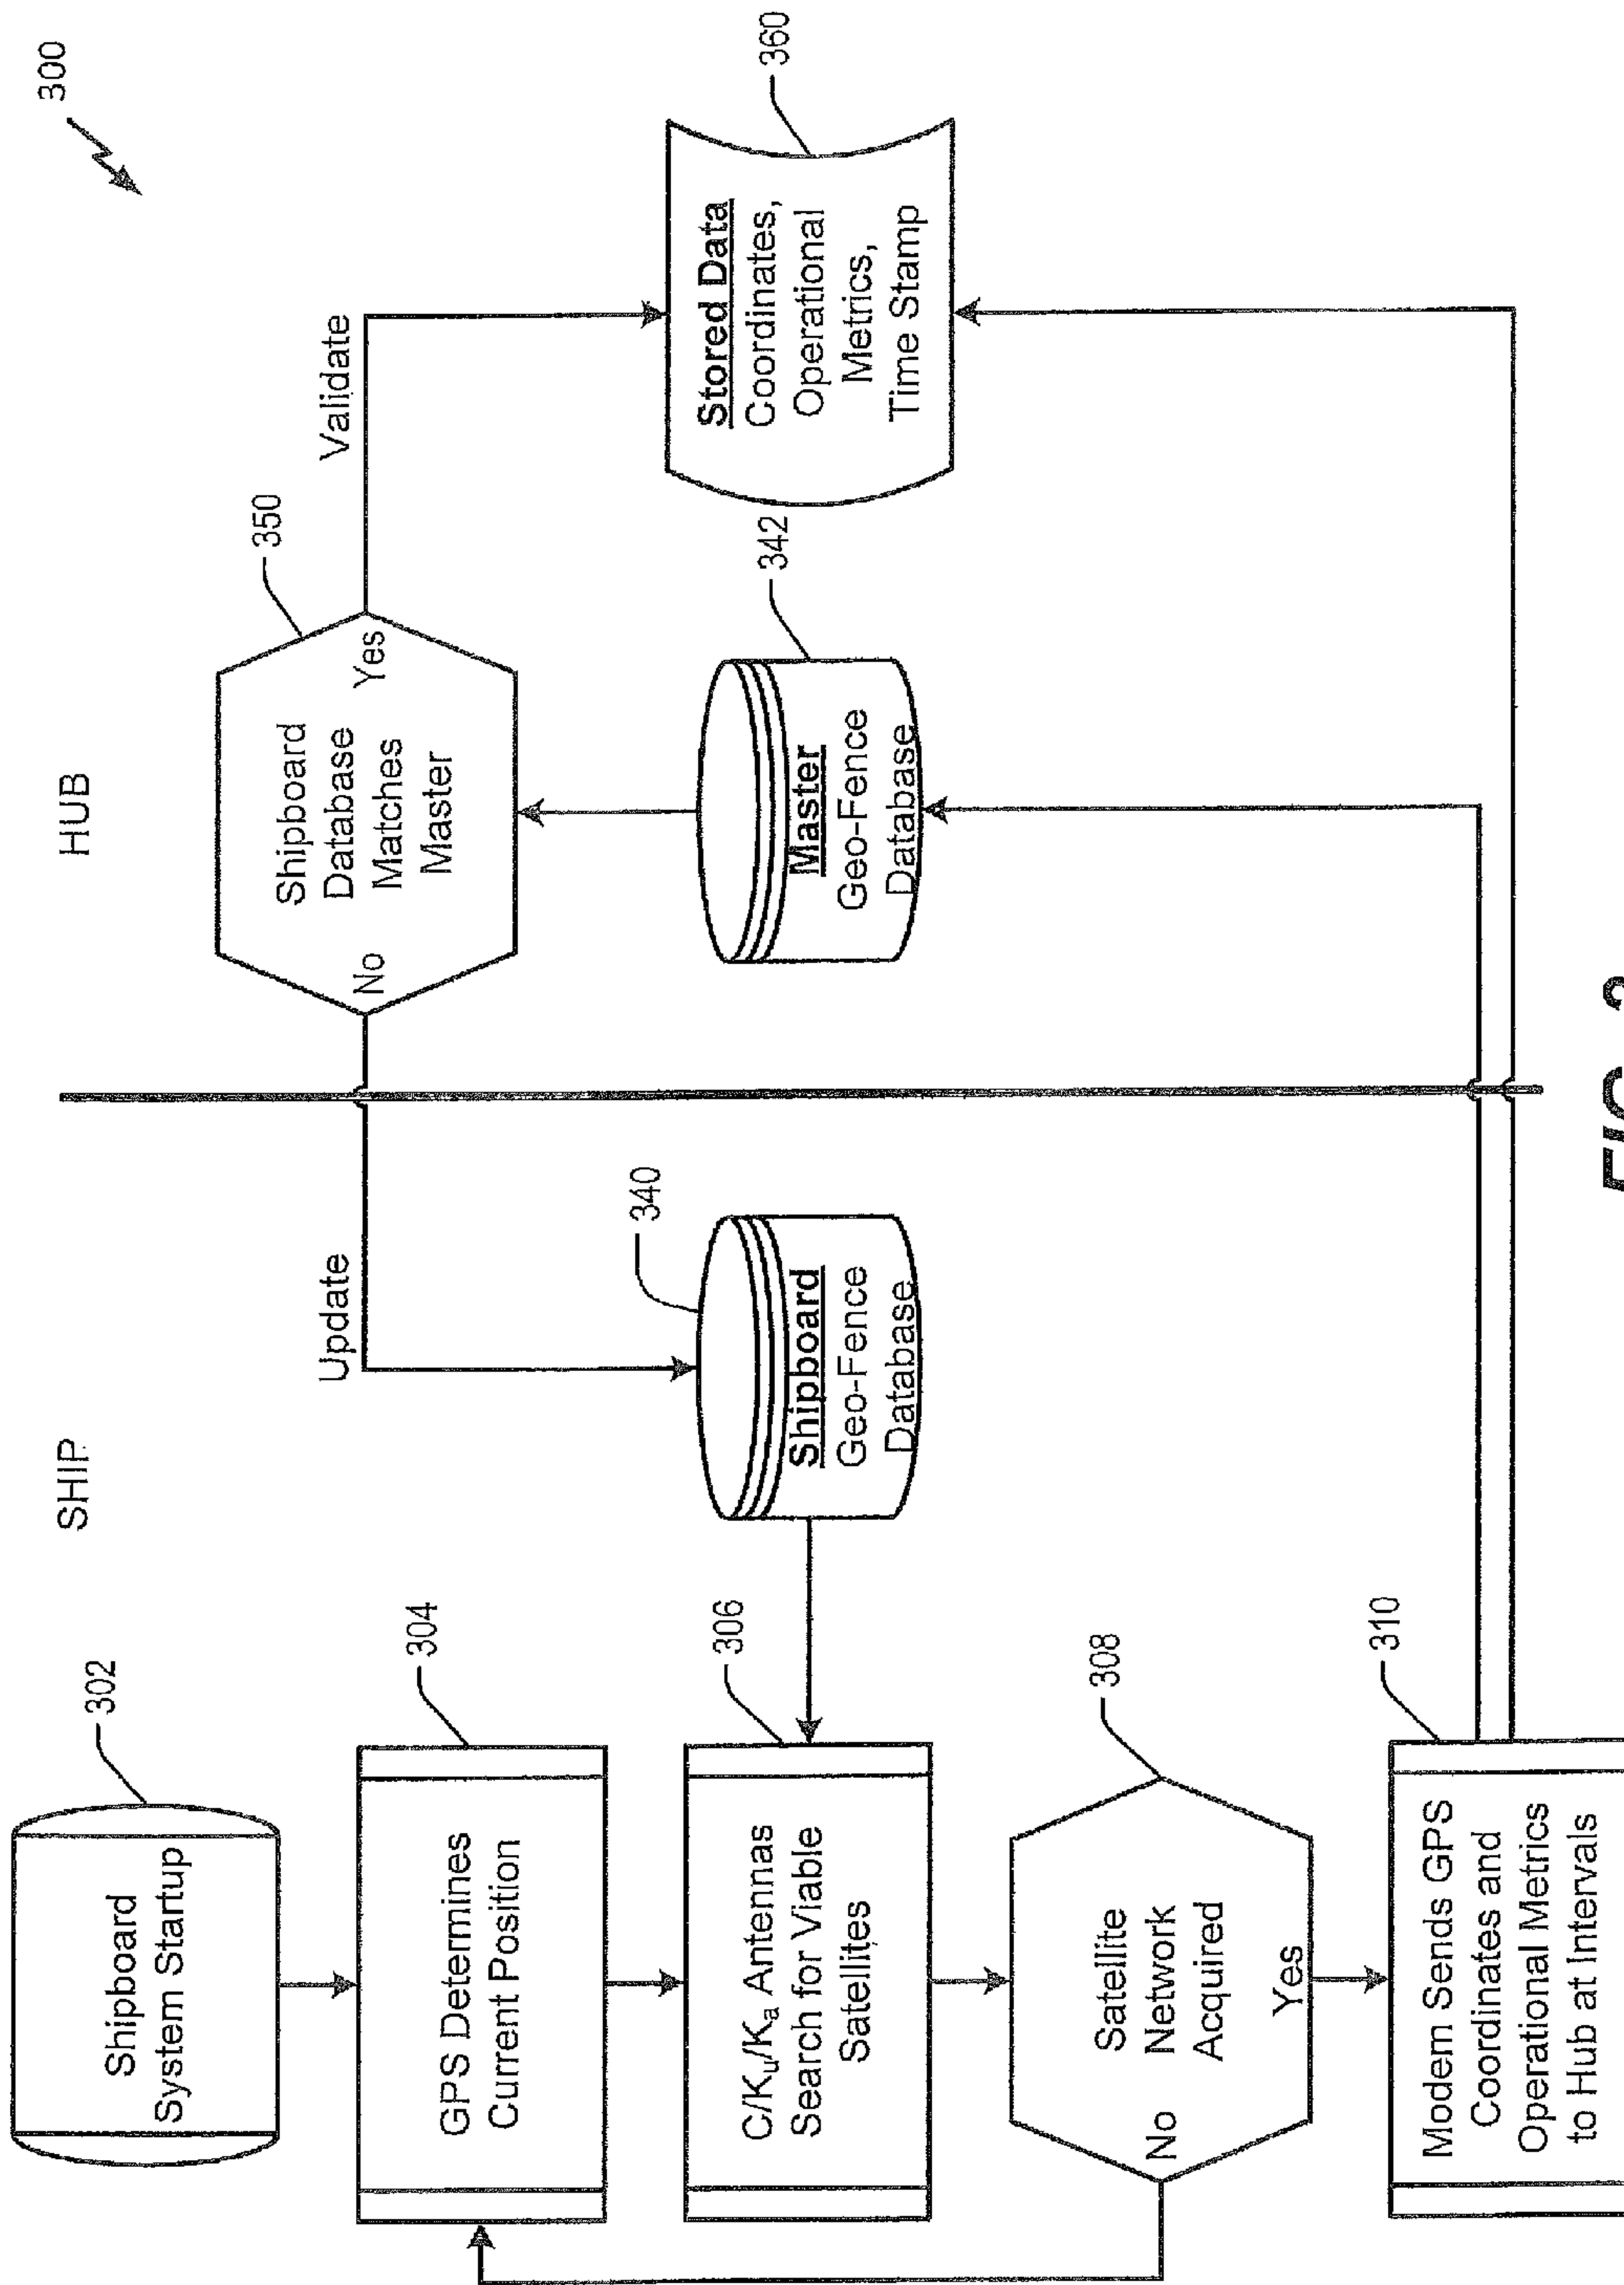 300
SHIP
HUB
Shipboard
System Startup
302
GPS Determines
Current Position
304
C/Kᵤ/Kₐ Antennas
Search for Viable
Satellites
306
Satellite
Network
Acquired
No
Yes
308
Modem Sends GPS
Coordinates and
Operational Metrics
to Hub at Intervals
310
Update
Shipboard
Geo-Fence
Database
340
Shipboard
Database
Matches
Master
No
Yes
350
Validate
Master
Geo-Fence
Database
342
Stored Data
Coordinates,
Operational
Metrics,
Time Stamp
360
FIG.